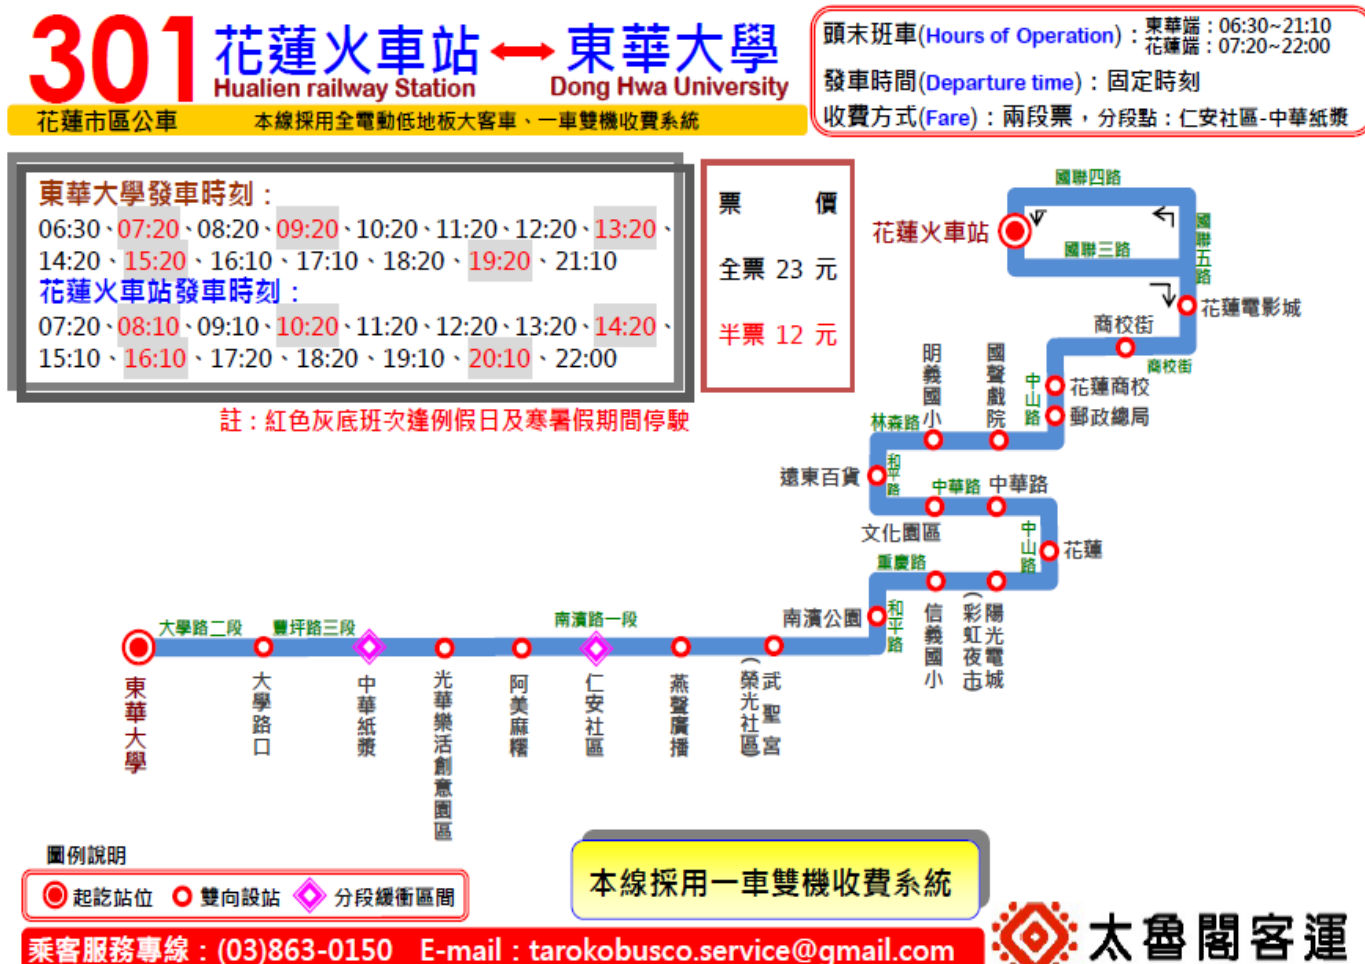 301
花蓮火車站 ↔ 東華大學
Hualien railway Station Dong Hwa University
花蓮市區公車 本線採用全電動低地板大客車、一車雙機收費系統
頭末班車(Hours of Operation)：東華端：06:30~21:10
花蓮端：07:20~22:00
發車時間(Departure time)：固定時刻
收費方式(Fare)：兩段票，分段點：仁安社區-中華紙漿
東華大學發車時刻：
06:30、07:20、08:20、09:20、10:20、11:20、12:20、13:20、
14:20、15:20、16:10、17:10、18:20、19:20、21:10
花蓮火車站發車時刻：
07:20、08:10、09:10、10:20、11:20、12:20、13:20、14:20、
15:10、16:10、17:20、18:20、19:10、20:10、22:00
註：紅色灰底班次逢例假日及寒暑假期間停駛
票 價
全票 23 元
半票 12 元
國聯四路
花蓮火車站
國聯三路
國聯五路
花蓮電影城
商校街
商校街
中山路
花蓮商校
郵政總局
國聲戲院
明義國小
林森路
遠東百貨
和平路
中華路
中華路
文化園區
中山路
花蓮
重慶路
陽光電城
(彩虹夜市)
信義國小
南濱公園
和平路
大學路二段
豐坪路三段
南濱路一段
東華大學
大學路口
中華紙漿
光華樂活創意園區
阿美麻糬
仁安社區
燕聲廣播
武聖宮
(榮光社區)
圖例說明
起訖站位 雙向設站 分段緩衝區間
本線採用一車雙機收費系統
乘客服務專線：(03)863-0150 E-mail：tarokobusco.service@gmail.com
太魯閣客運